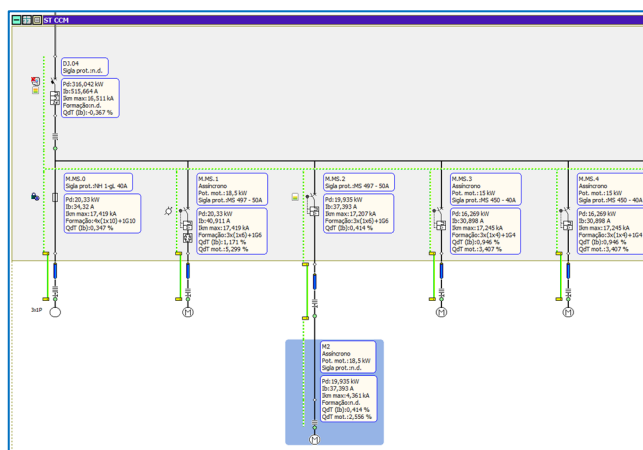 ST CCM
DJ.04
Sigla prot.:n.d.
Pd:316,042 kW
Ib:515,664 A
Ikm max:16,511 kA
Formação:n.d.
QdT (Ib):-0,367 %
M.MS.0
Sigla prot.:NH 1-gL 40A
Pd:20,33 kW
Ib:34,32 A
Ikm max:17,419 kA
Formação:4x(1x10)+1G10
QdT (Ib):0,347 %
3x1P
M.MS.1
Assíncrono
Pot. mot.:18,5 kW
Sigla prot.:MS 497 - 50A
Pd:20,33 kW
Ib:40,911 A
Ikm max:17,419 kA
Formação:3x(1x6)+1G6
QdT (Ib):1,171 %
QdT mot.:5,299 %
M
M.MS.2
Sigla prot.:MS 497 - 50A
Pd:19,935 kW
Ib:37,393 A
Ikm max:17,207 kA
Formação:3x(1x6)+1G6
QdT (Ib):0,414 %
M2
Assíncrono
Pot. mot.:18,5 kW
Sigla prot.:n.d.
Pd:19,935 kW
Ib:37,393 A
Ikm max:4,361 kA
Formação:n.d.
QdT (Ib):0,414 %
QdT mot.:2,556 %
M
M.MS.3
Assíncrono
Pot. mot.:15 kW
Sigla prot.:MS 450 - 40A
Pd:16,269 kW
Ib:30,898 A
Ikm max:17,245 kA
Formação:3x(1x4)+1G4
QdT (Ib):0,946 %
QdT mot.:3,407 %
M
M.MS.4
Assíncrono
Pot. mot.:15 kW
Sigla prot.:MS 450 - 40A
Pd:16,269 kW
Ib:30,898 A
Ikm max:17,245 kA
Formação:3x(1x4)+1G4
QdT (Ib):0,946 %
QdT mot.:3,407 %
M